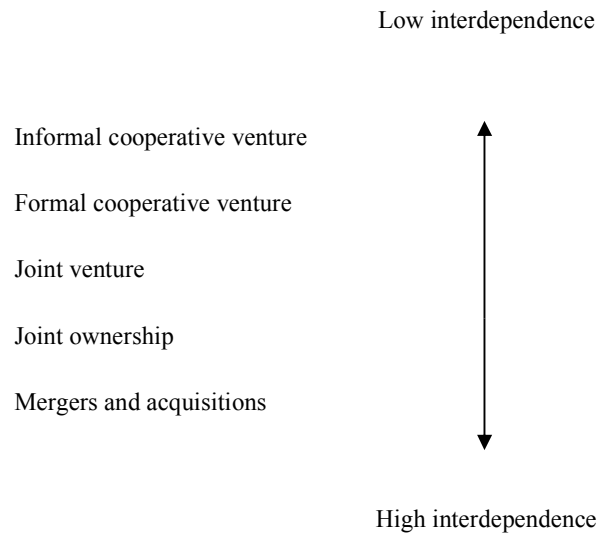 Low interdependence
Informal cooperative venture
Formal cooperative venture
Joint venture
Joint ownership
Mergers and acquisitions
High interdependence